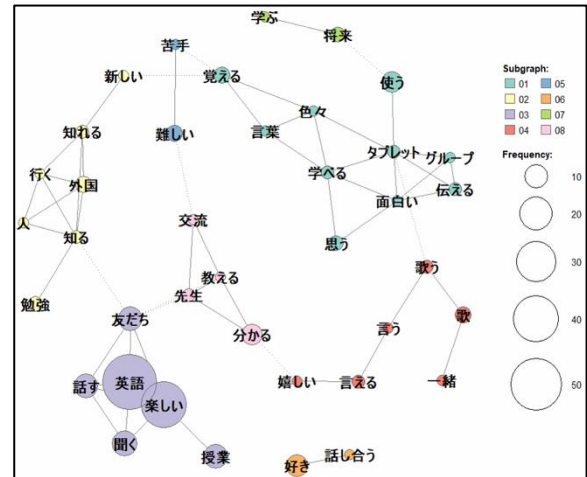 学ぶ
将来
苦手
新しい
覚える
使う
色々
知れる
言葉
難しい
タブレット
グループ
行く
外国
学べる
伝える
面白い
人
知る
交流
思う
歌う
教える
先生
勉強
友だち
歌
言う
分かる
英語
話す
楽しい
嬉しい
言える
一緒
聞く
授業
好き
話し合う
Subgraph:
01 05
02 06
03 07
04 08
Frequency:
10
20
30
40
50